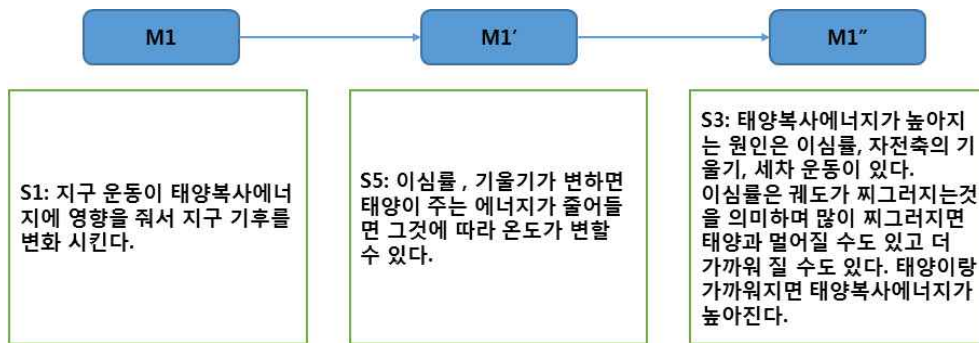 M1
M1′
M1″
S1: 지구 운동이 태양복사에너
지에 영향을 줘서 지구 기후를
변화 시킨다.
S5: 이심률 , 기울기가 변하면
태양이 주는 에너지가 줄어들
면 그것에 따라 온도가 변할
수 있다.
S3: 태양복사에너지가 높아지
는 원인은 이심률, 자전축의 기
울기, 세차 운동이 있다.
이심률은 궤도가 찌그러지는것
을 의미하며 많이 찌그러지면
태양과 멀어질 수도 있고 더
가까워 질 수도 있다. 태양이랑
가까워지면 태양복사에너지가
높아진다.